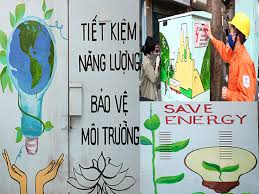 TIẾT KIỆM
NĂNG LƯỢNG
BẢO VỆ
MÔI TRƯỜNG
SAVE
ENERGY